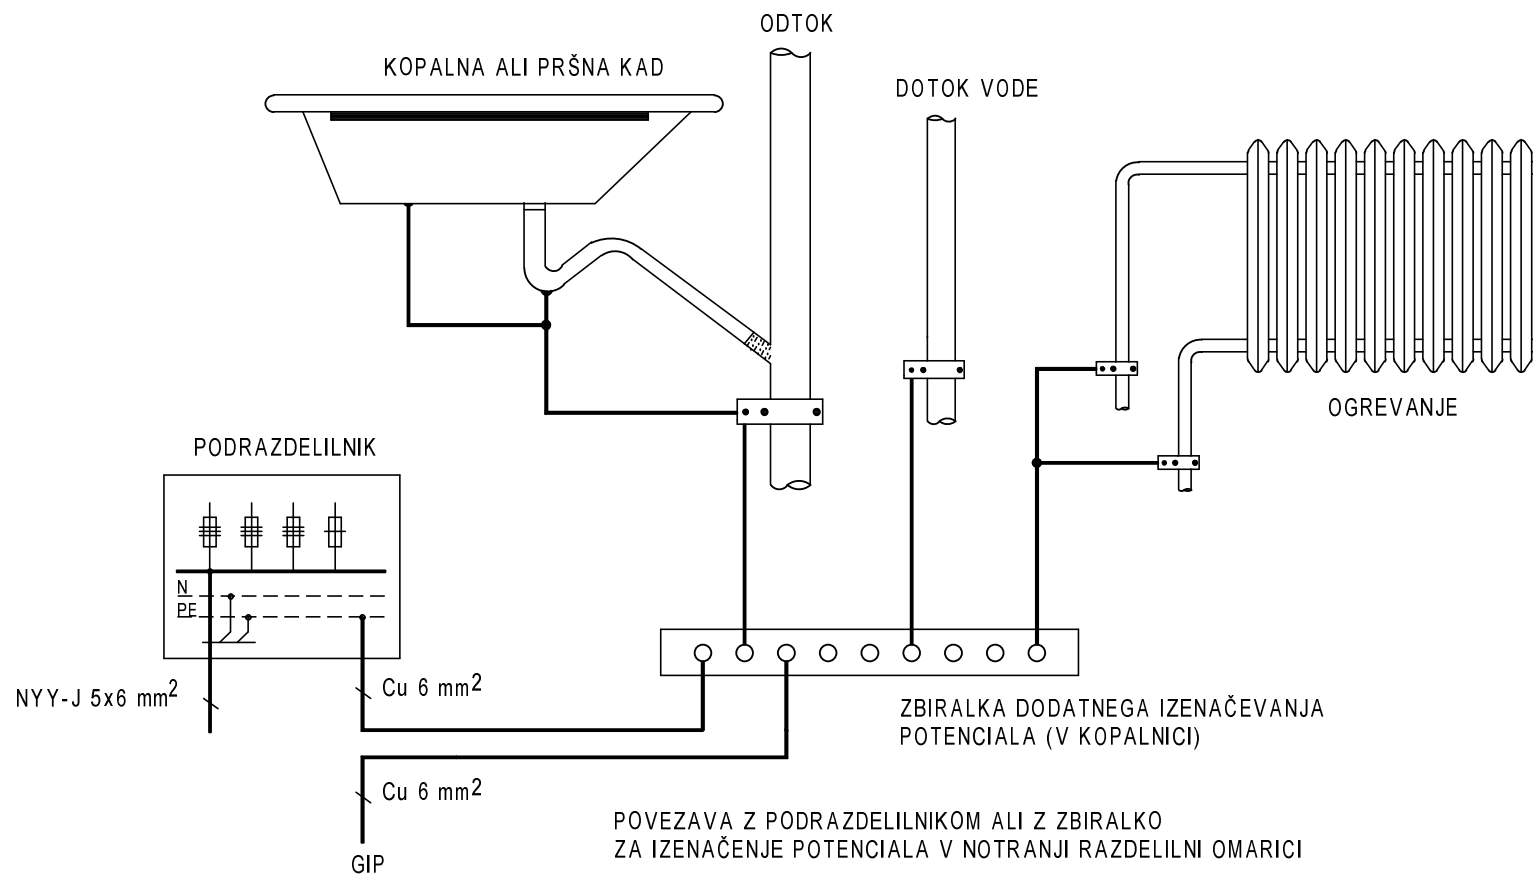 ODTOK
KOPALNA ALI PRŠNA KAD
DOTOK VODE
OGREVANJE
PODRAZDELILNIK
N
PE
NYY-J 5x6 mm²
Cu 6 mm²
ZBIRALKA DODATNEGA IZENAČEVANJA
POTENCIALA (V KOPALNICI)
Cu 6 mm²
GIP
POVEZAVA Z PODRAZDELILNIKOM ALI Z ZBIRALKO
ZA IZENAČENJE POTENCIALA V NOTRANJI RAZDELILNI OMARICI